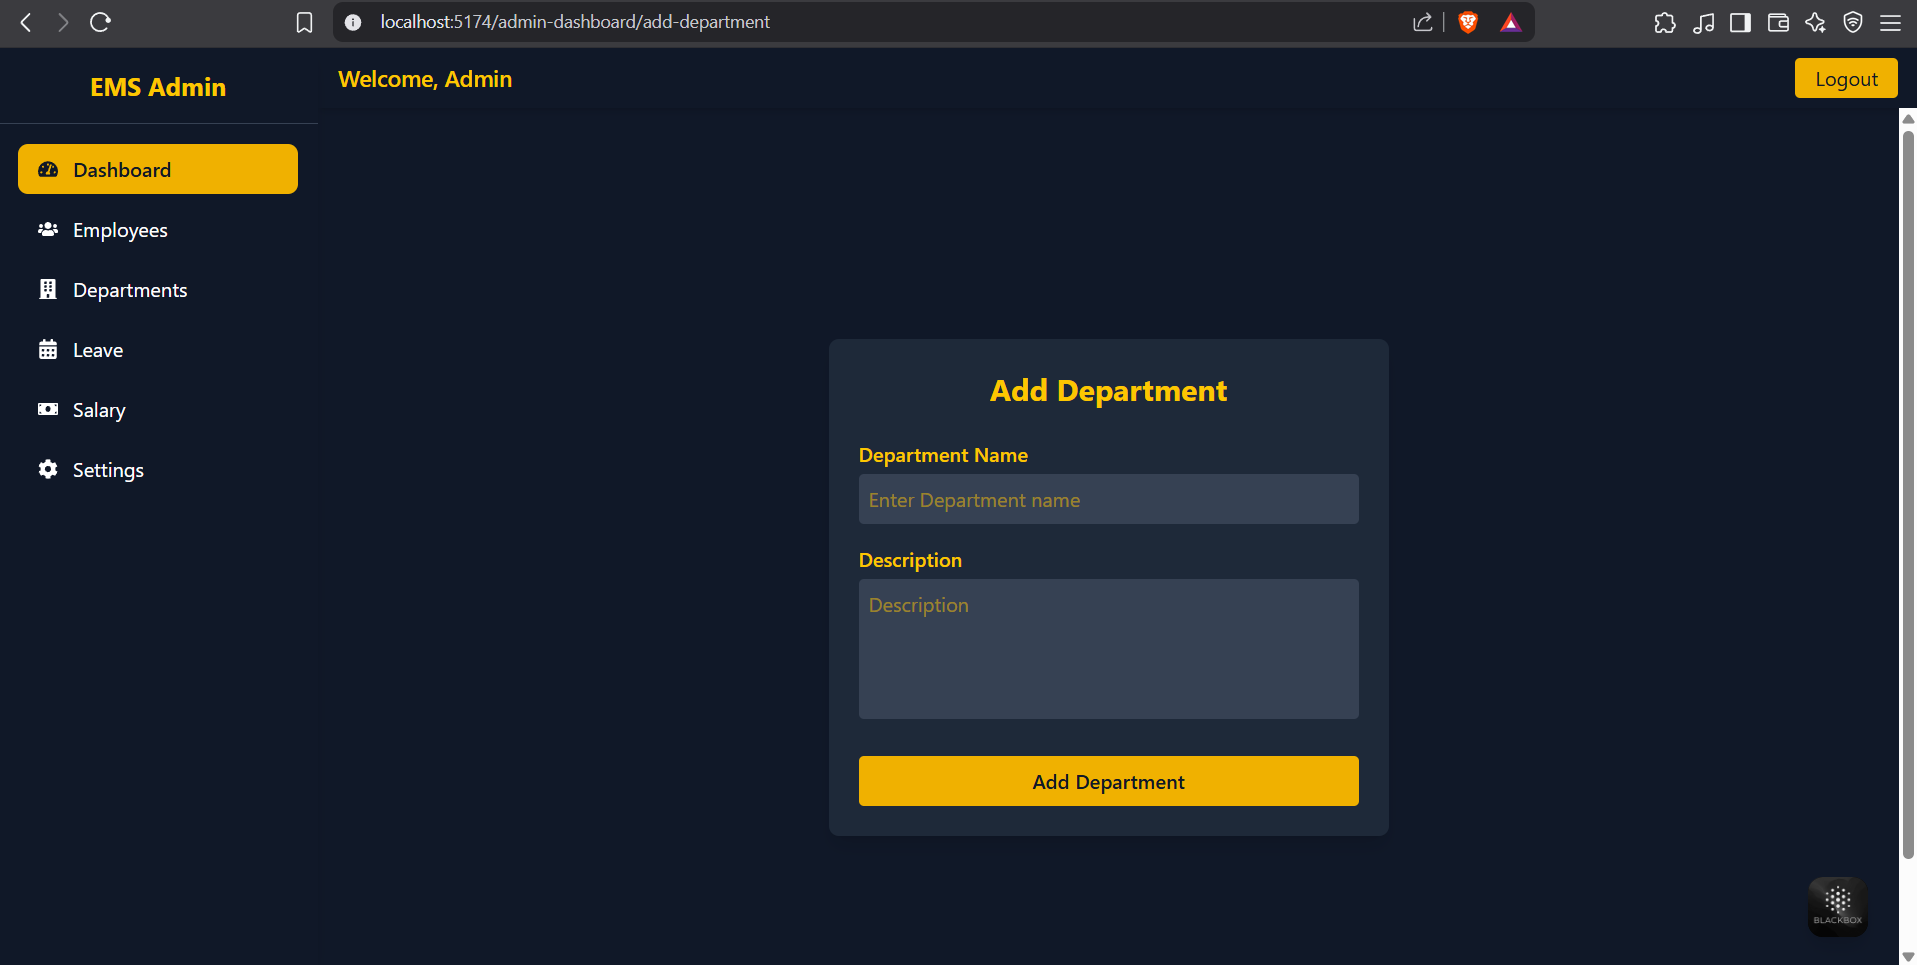 localhost:5174/admin-dashboard/add-department
EMS Admin
Welcome, Admin
Logout
Dashboard
Employees
Departments
Leave
Salary
Settings
Add Department
Department Name
Enter Department name
Description
Description
Add Department
BLACKBOX